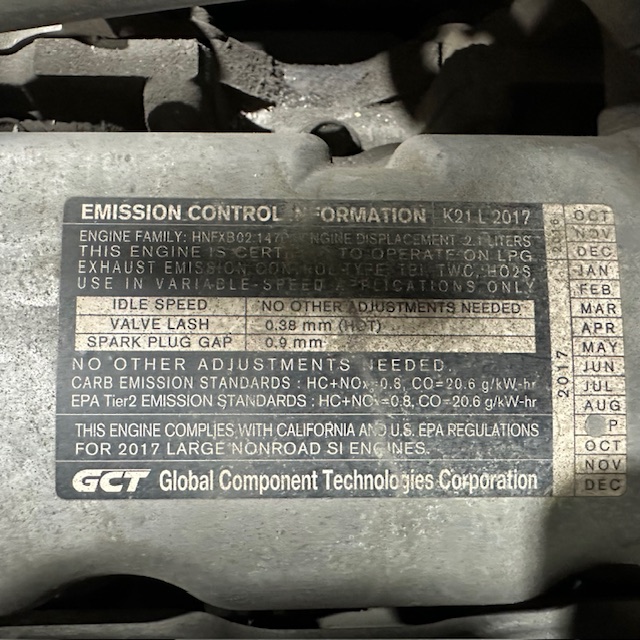 EMISSION CONTROL INFORMATION K21 L 2017
ENGINE FAMILY: ENGINE DISPLACEMENT: 2.1 LITERS
THIS ENGINE IS TO OPERATE ON LPG
EXHAUST EMISSION CONTROL TYPE: TBI, TWC, HO2S
USE IN VARIABLE-SPEED APPLICATIONS ONLY
IDLE SPEED NO OTHER ADJUSTMENTS NEEDED
VALVE LASH 0.38 mm (HOT)
SPARK PLUG GAP 0.9 mm
NO OTHER ADJUSTMENTS NEEDED.
CARB EMISSION STANDARDS : HC+NOx=0.8, CO=20.6 g/kW-hr
EPA Tier2 EMISSION STANDARDS : HC+NOx=0.8, CO=20.6 g/kW-hr
THIS ENGINE COMPLIES WITH CALIFORNIA AND U.S. EPA REGULATIONS
FOR 2017 LARGE NONROAD SI ENGINES.
GCT Global Component Technologies Corporation
OCT
NOV
DEC
2017
JAN
FEB
MAR
APR
MAY
JUN
JUL
AUG
P
OCT
NOV
DEC